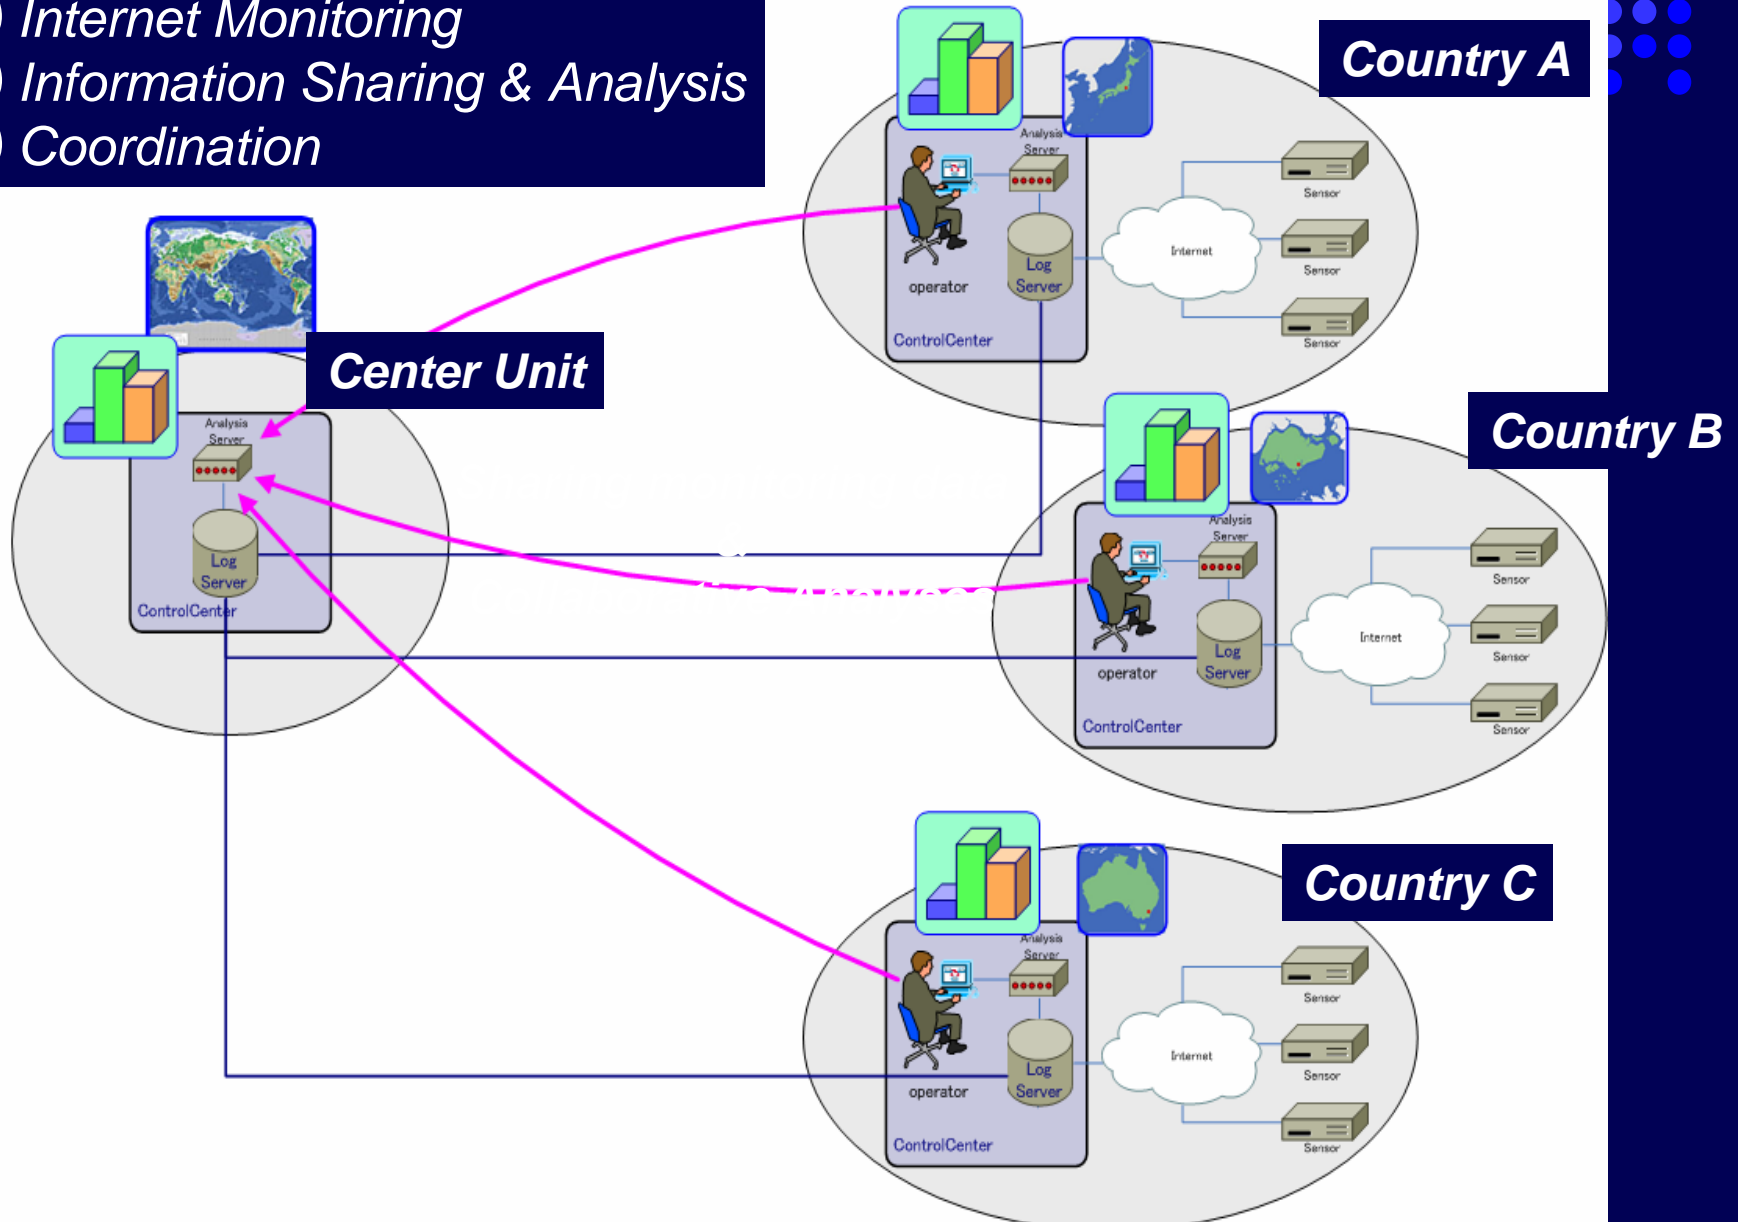 ) Internet Monitoring
) Information Sharing & Analysis
) Coordination
Country A
Analysis
Server
Sensor
Internet
Log
Server
operator
Sensor
ControlCenter
Sensor
Center Unit
Analysis
Server
Log
Server
ControlCenter
Country B
Analysis
Server
Sensor
Internet
Log
Server
operator
Sensor
ControlCenter
Sensor
Analyses
Country C
Analysis
Server
Sensor
Internet
Log
Server
operator
Sensor
ControlCenter
Sensor